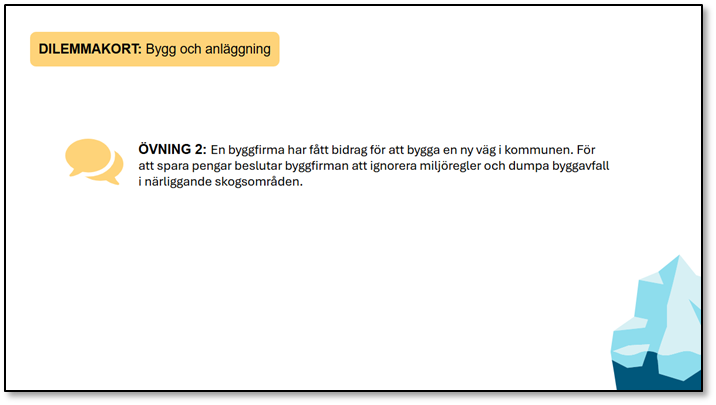 DILEMMAKORT: Bygg och anläggning
ÖVNING 2: En byggfirma har fått bidrag för att bygga en ny väg i kommunen. För
att spara pengar beslutar byggfirman att ignorera miljöregler och dumpa byggavfall
i närliggande skogsområden.